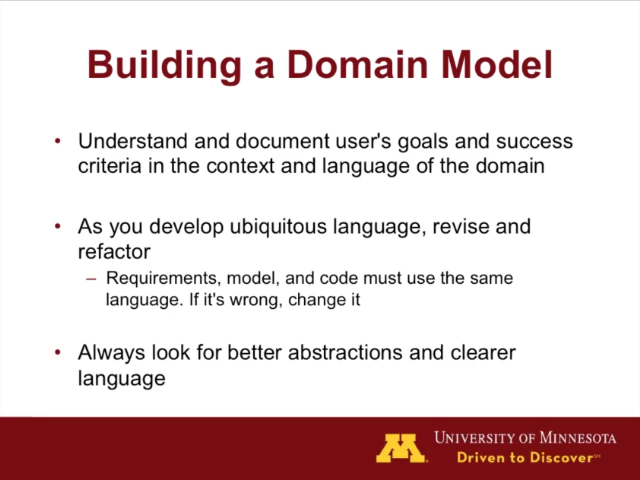 Building a Domain Model
• Understand and document user's goals and success
criteria in the context and language of the domain
• As you develop ubiquitous language, revise and
refactor
– Requirements, model, and code must use the same
language. If it's wrong, change it
• Always look for better abstractions and clearer
language
M
UNIVERSITY OF MINNESOTA
Driven to Discover℠